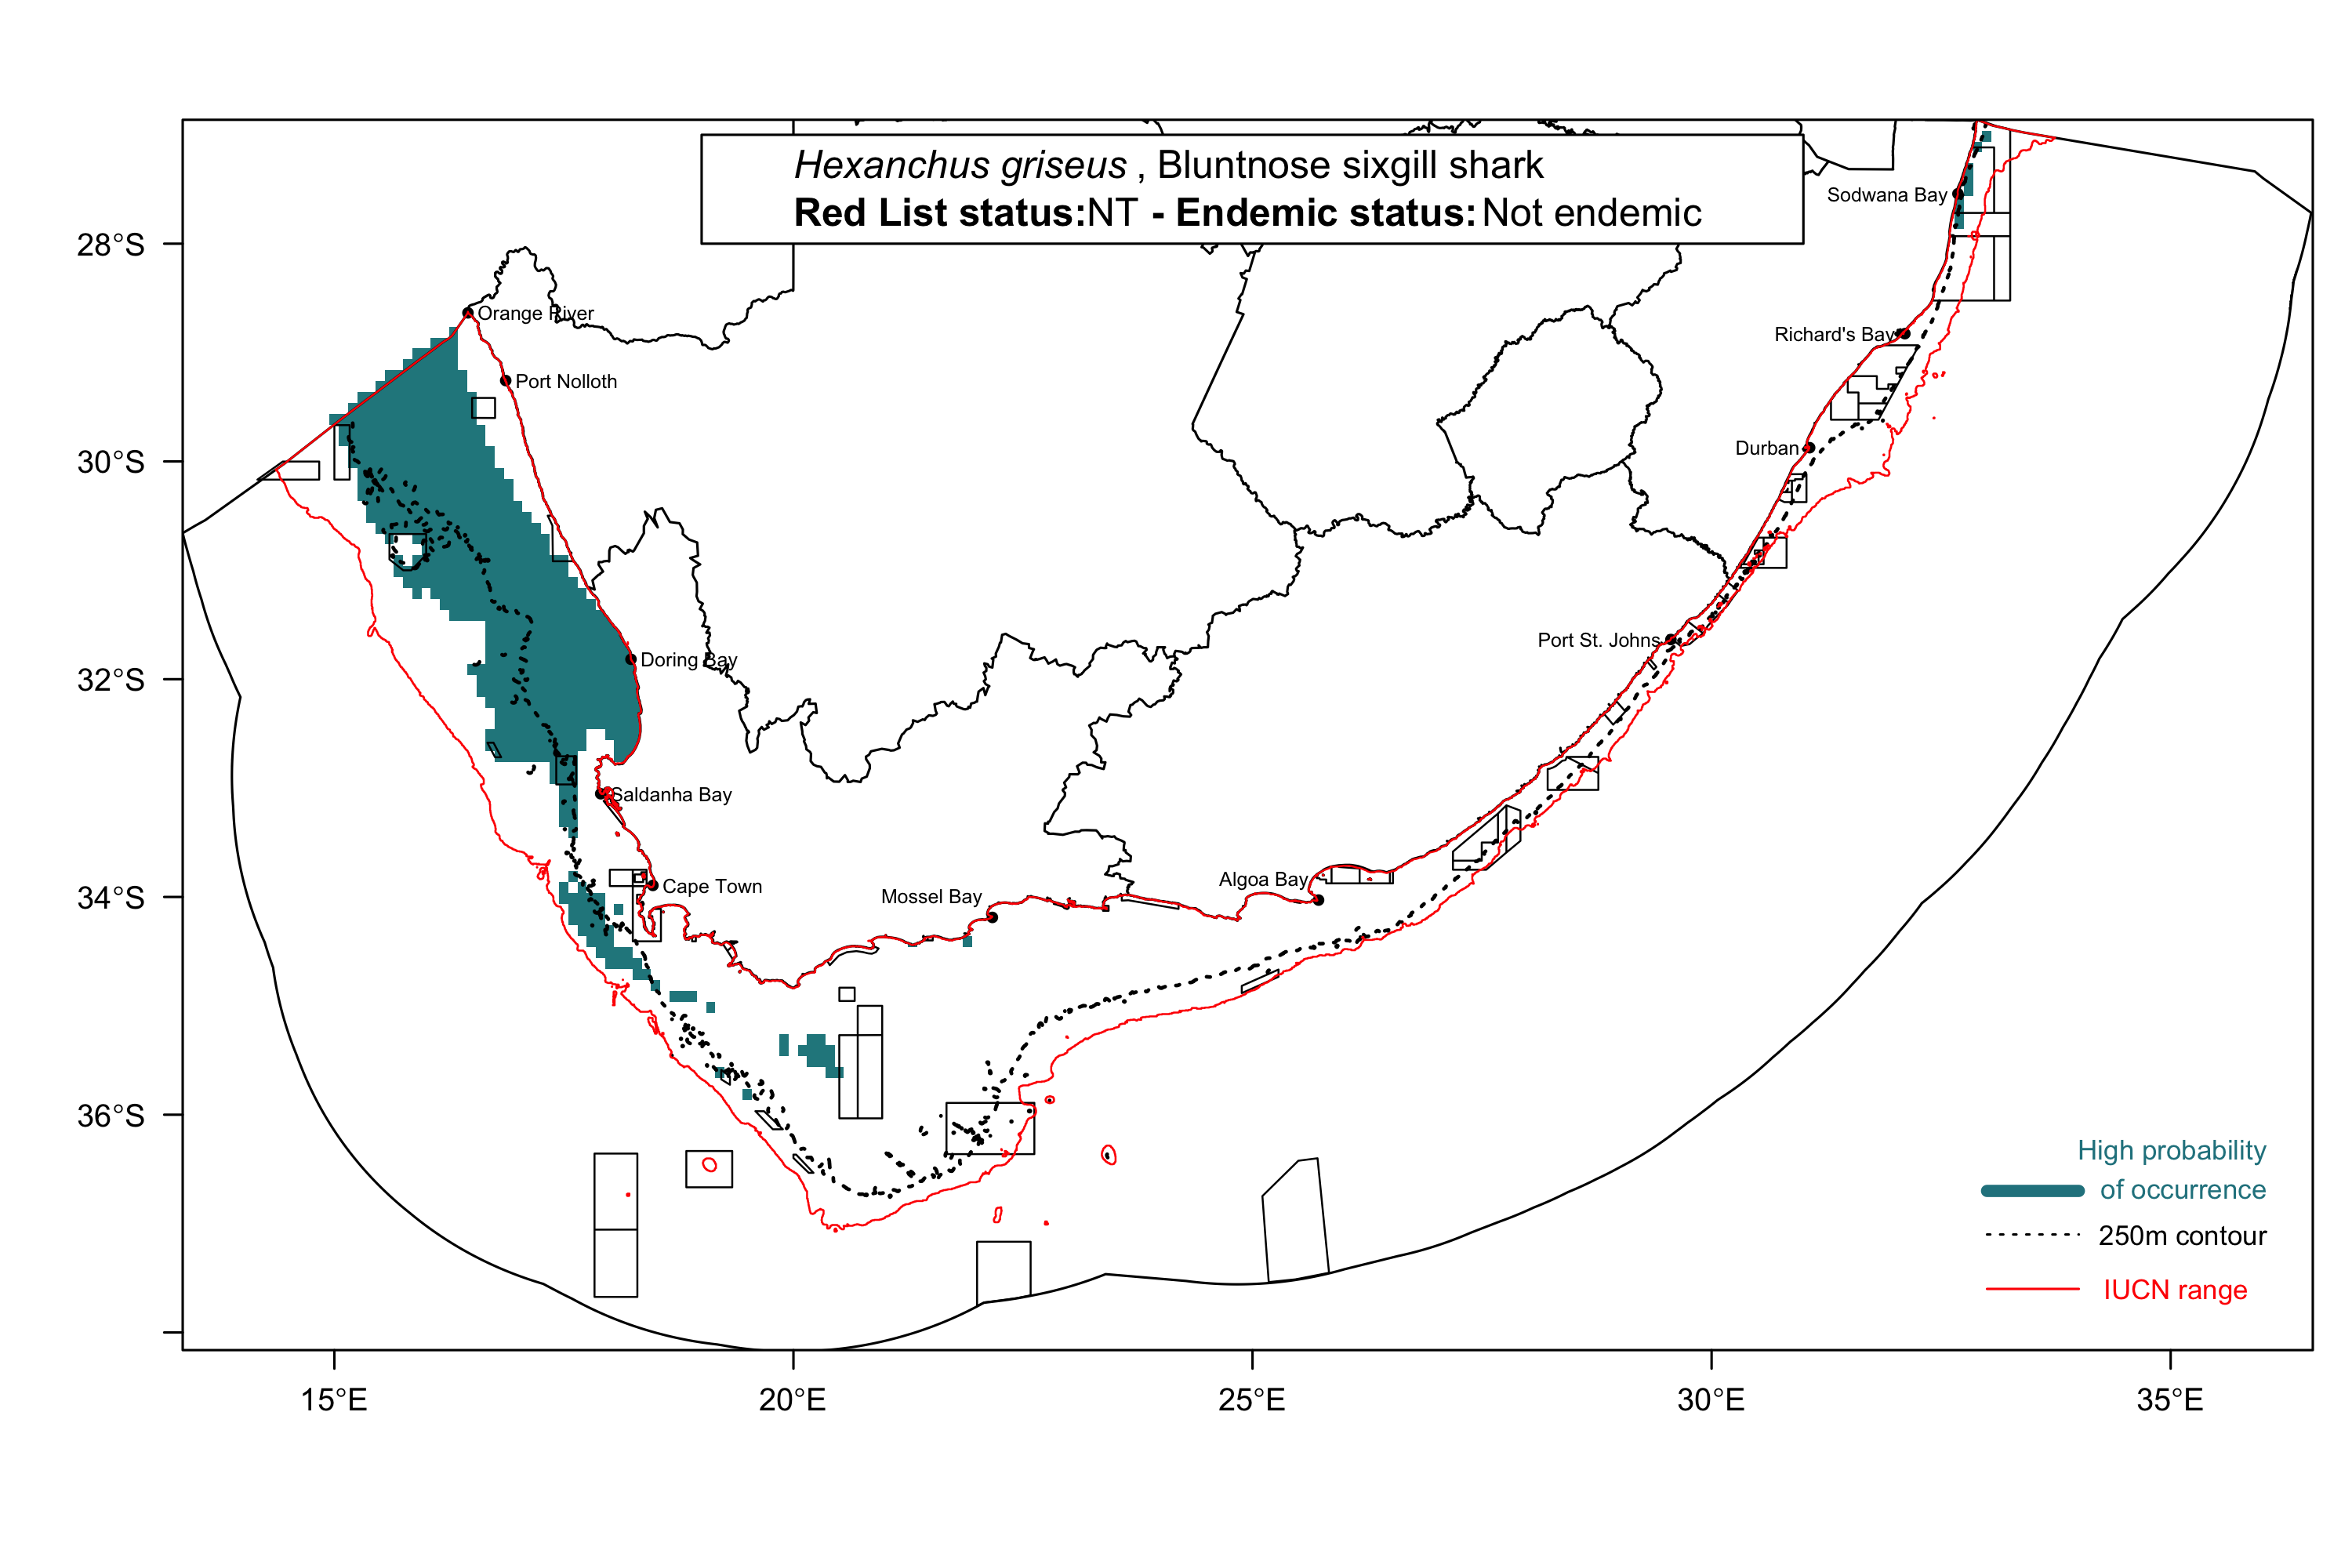 Hexanchus griseus , Bluntnose sixgill shark
Red List status:NT - Endemic status: Not endemic
Sodwana Bay
28°S
Orange River
Richard's Bay
Port Nolloth
Durban
30°S
Port St. Johns
Doring Bay
32°S
Saldanha Bay
Cape Town
Algoa Bay
Mossel Bay
34°S
36°S
High probability
of occurrence
250m contour
IUCN range
15°E
20°E
25°E
30°E
35°E